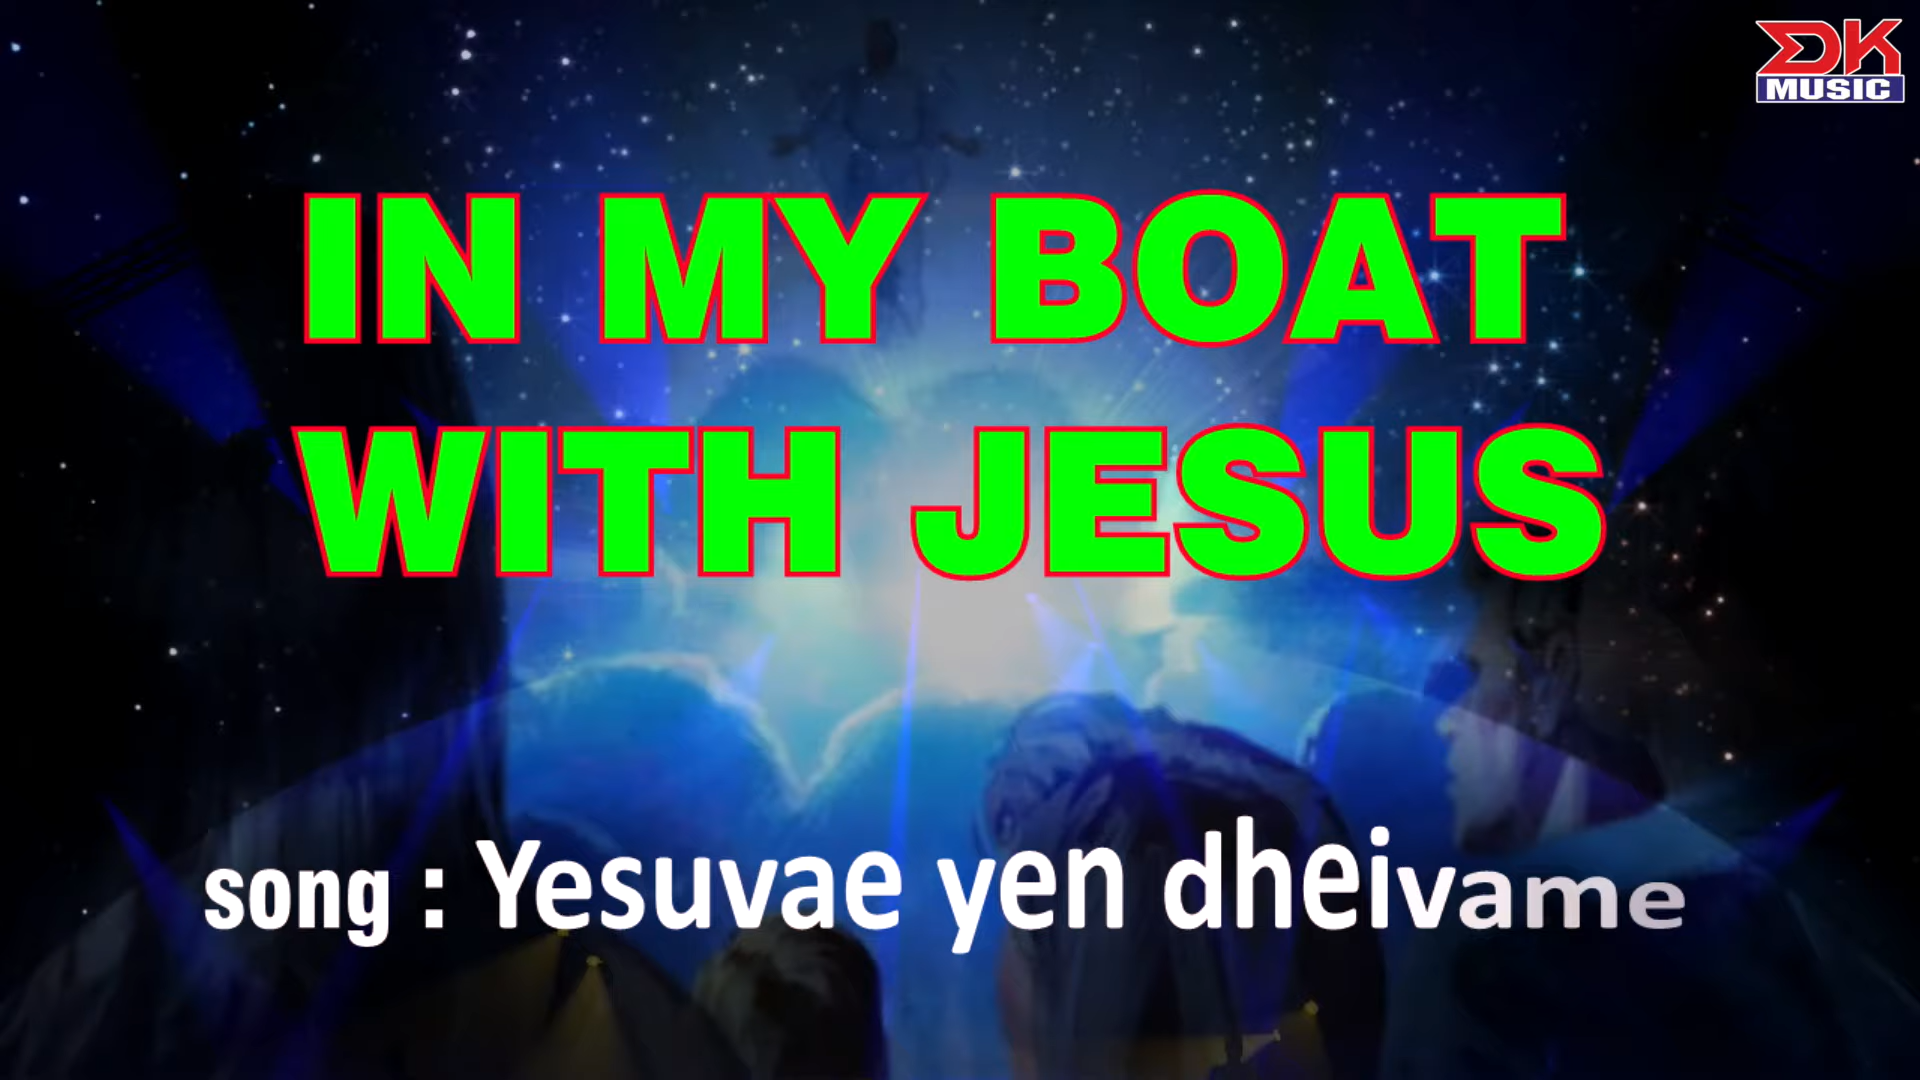 DK
MUSIC
IN MY BOAT
WITH JESUS
song : Yesuvae yen dheivame